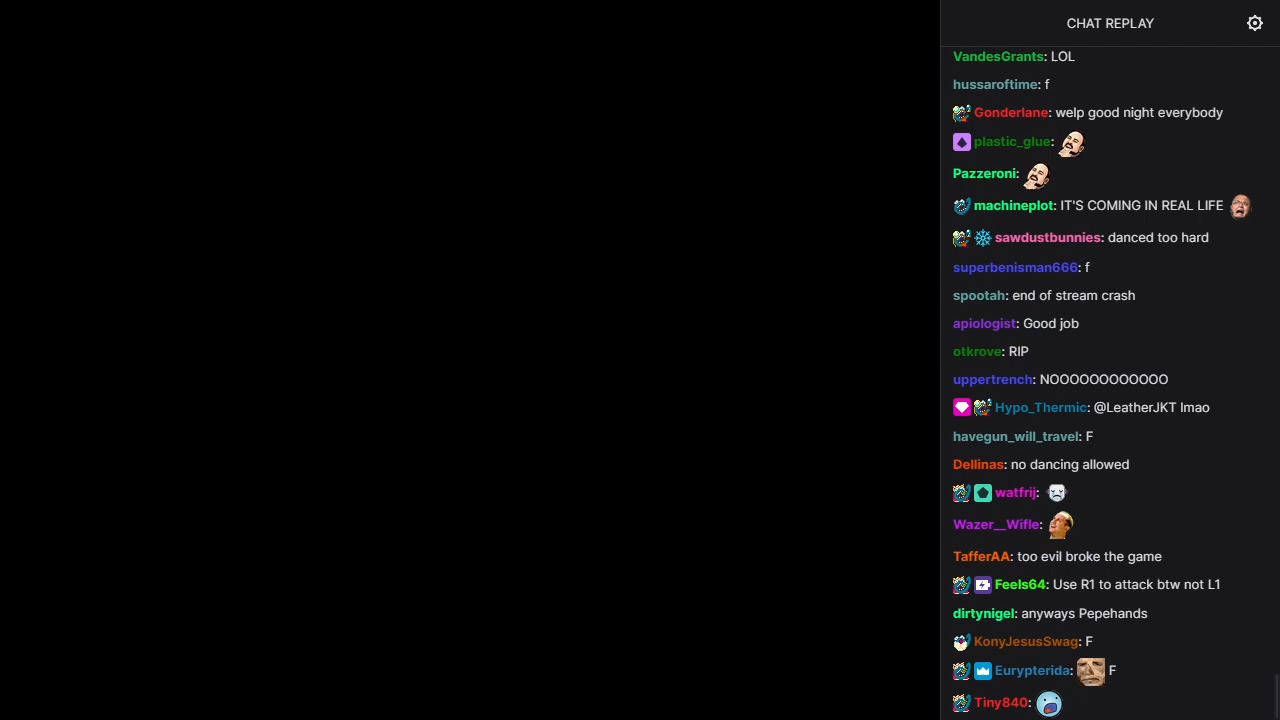 CHAT REPLAY
VandesGrants: LOL
hussaroftime: f
Gonderlane: welp good night everybody
plastic_glue:
Pazzeroni:
machineplot: IT'S COMING IN REAL LIFE
sawdustbunnies: danced too hard
superbenisman666: f
spootah: end of stream crash
apiologist: Good job
otkrove: RIP
uppertrench: NOOOOOOOOOOOO
Hypo_Thermic: @LeatherJKT lmao
havegun_will_travel: F
Dellinas: no dancing allowed
watfrij:
Wazer__Wifle:
TafferAA: too evil broke the game
Feels64: Use R1 to attack btw not L1
dirtynigel: anyways Pepehands
KonyJesusSwag: F
Eurypterida: F
Tiny840: